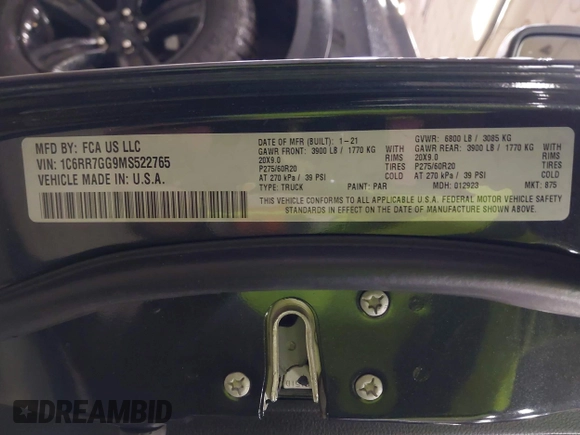 MFD BY: FCA US LLC
VIN: 1C6RR7GG9MS522765
VEHICLE MADE IN: U.S.A.
DATE OF MFR (BUILT): 1-21
GAWR FRONT: 3900 LB / 1770 KG WITH
20X9.0 RIMS
P275/60R20 TIRES
AT 270 kPa / 39 PSI COLD
TYPE: TRUCK PAINT: PAR
GVWR: 6800 LB / 3085 KG
GAWR REAR: 3900 LB / 1770 KG WITH
20X9.0 RIMS
P275/60R20 TIRES
AT 270 kPa / 39 PSI COLD
MDH: 012923 MKT: 875
THIS VEHICLE CONFORMS TO ALL APPLICABLE U.S.A. FEDERAL MOTOR VEHICLE SAFETY
STANDARDS IN EFFECT ON THE DATE OF MANUFACTURE SHOWN ABOVE.
DREAMBID